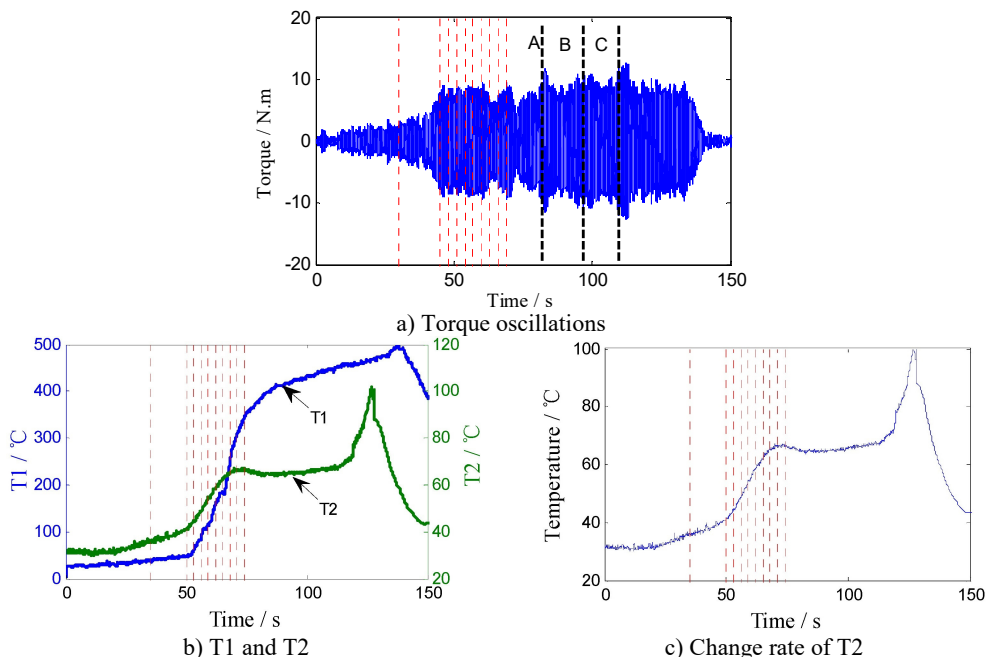 20
10
0
-10
-20
Torque / N.m
A B C
0 50 100 150
Time / s
a) Torque oscillations
500
400
300
200
100
0
T1 / ℃
T1
T2
120
100
80
60
40
20
T2 / ℃
0 50 100 150
Time / s
b) T1 and T2
100
80
60
40
20
Temperature / ℃
0 50 100 150
Time / s
c) Change rate of T2